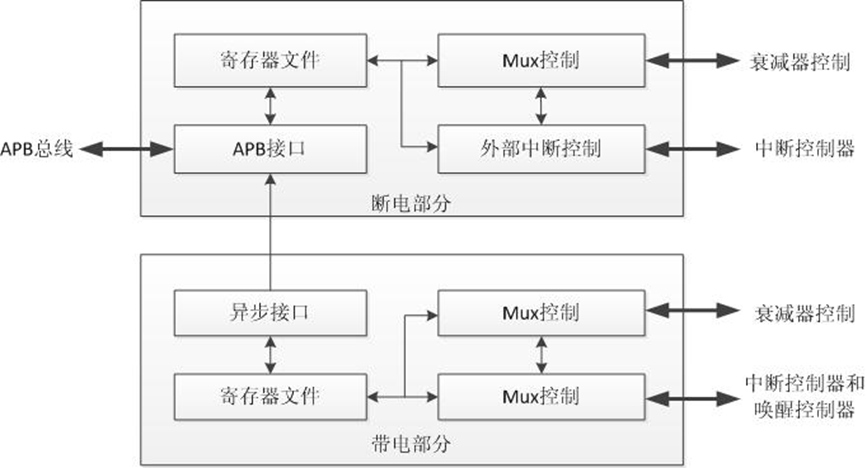 寄存器文件
Mux控制
衰减器控制
APB总线
APB接口
外部中断控制
中断控制器
断电部分
异步接口
Mux控制
衰减器控制
寄存器文件
Mux控制
中断控制器和
唤醒控制器
带电部分